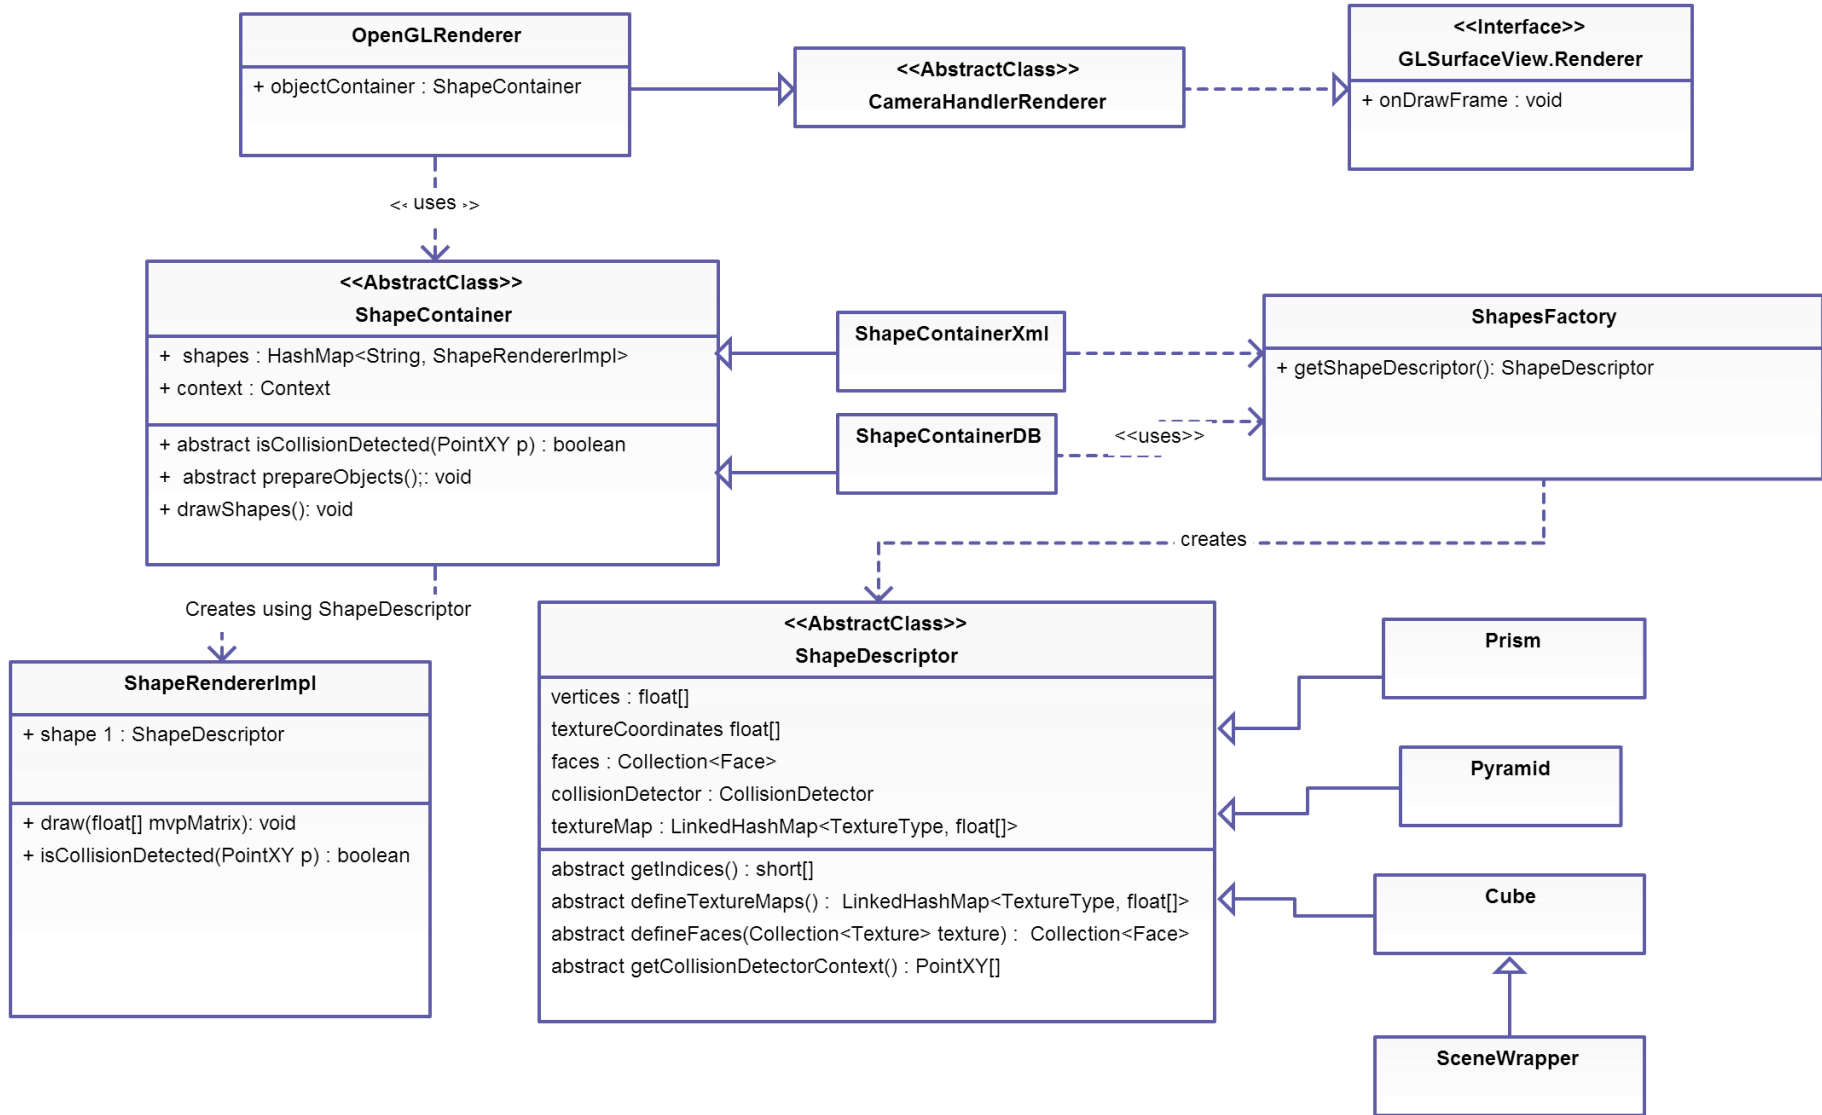 OpenGLRenderer
+ objectContainer : ShapeContainer
<<AbstractClass>>
CameraHandlerRenderer
<<Interface>>
GLSurfaceView.Renderer
+ onDrawFrame : void
<< uses >>
<<AbstractClass>>
ShapeContainer
+  shapes : HashMap<String, ShapeRendererImpl>
+ context : Context
+ abstract isCollisionDetected(PointXY p) : boolean
+  abstract prepareObjects();: void
+ drawShapes(): void
ShapeContainerXml
ShapeContainerDB
<<uses>>
ShapesFactory
+ getShapeDescriptor(): ShapeDescriptor
creates
Creates using ShapeDescriptor
ShapeRendererImpl
+ shape 1 : ShapeDescriptor
+ draw(float[] mvpMatrix): void
+ isCollisionDetected(PointXY p) : boolean
<<AbstractClass>>
ShapeDescriptor
vertices : float[]
textureCoordinates float[]
faces : Collection<Face>
collisionDetector : CollisionDetector
textureMap : LinkedHashMap<TextureType, float[]>
abstract getIndices() : short[]
abstract defineTextureMaps() :  LinkedHashMap<TextureType, float[]>
abstract defineFaces(Collection<Texture> texture) :  Collection<Face>
abstract getCollisionDetectorContext() : PointXY[]
Prism
Pyramid
Cube
SceneWrapper